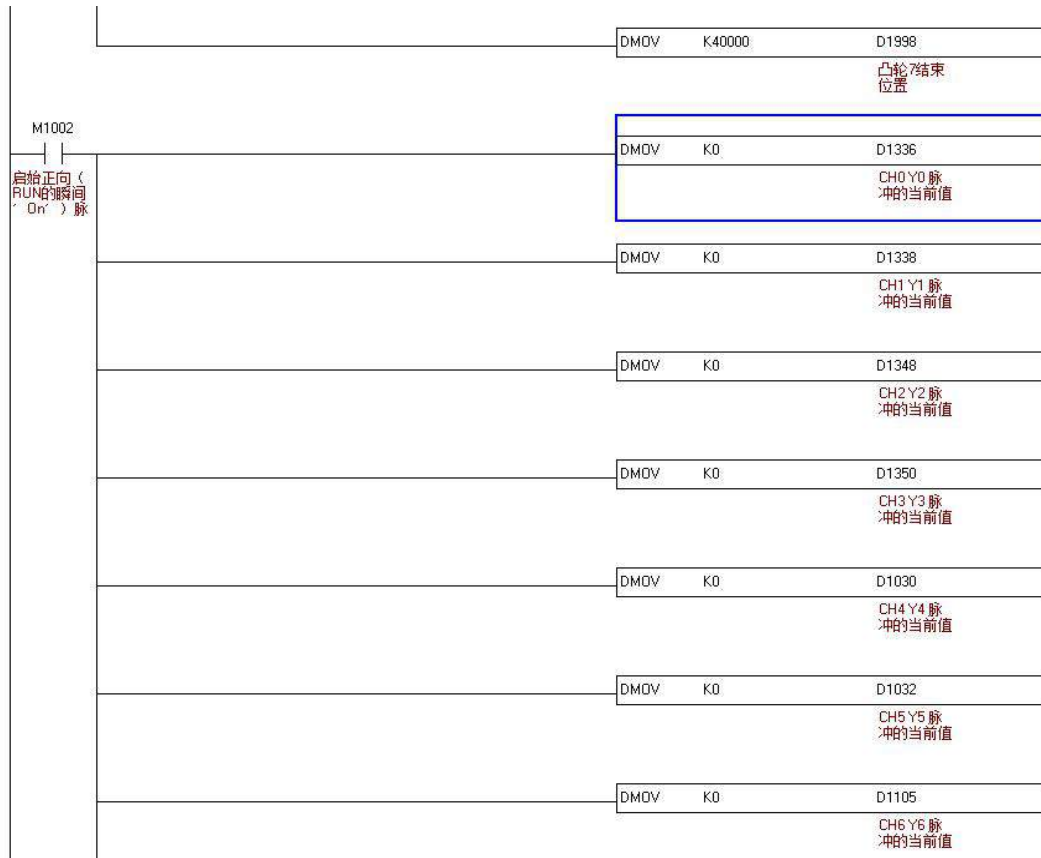 DMOV K40000 D1998
凸轮7结束
位置
M1002
DMOV K0 D1336
启始正向（
RUN的瞬间
‘On’）脉
CH0 Y0 脉
冲的当前值
DMOV K0 D1338
CH1 Y1 脉
冲的当前值
DMOV K0 D1348
CH2 Y2 脉
冲的当前值
DMOV K0 D1350
CH3 Y3 脉
冲的当前值
DMOV K0 D1030
CH4 Y4 脉
冲的当前值
DMOV K0 D1032
CH5 Y5 脉
冲的当前值
DMOV K0 D1105
CH6 Y6 脉
冲的当前值